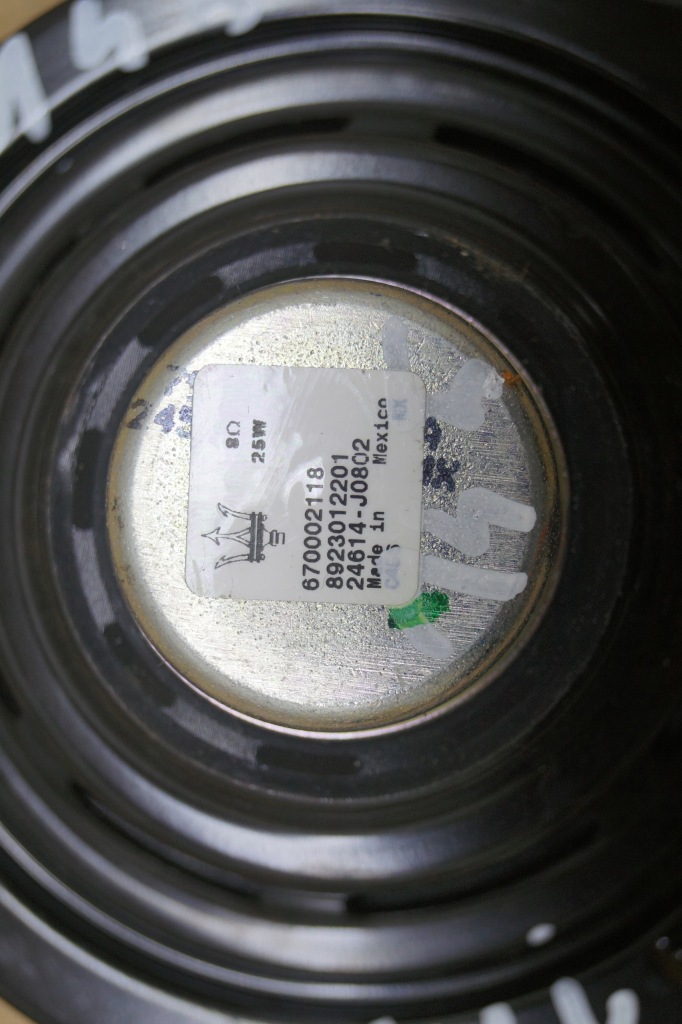 8Ω
25W
670002118
8923012201
24614-J0802
Made in Mexico